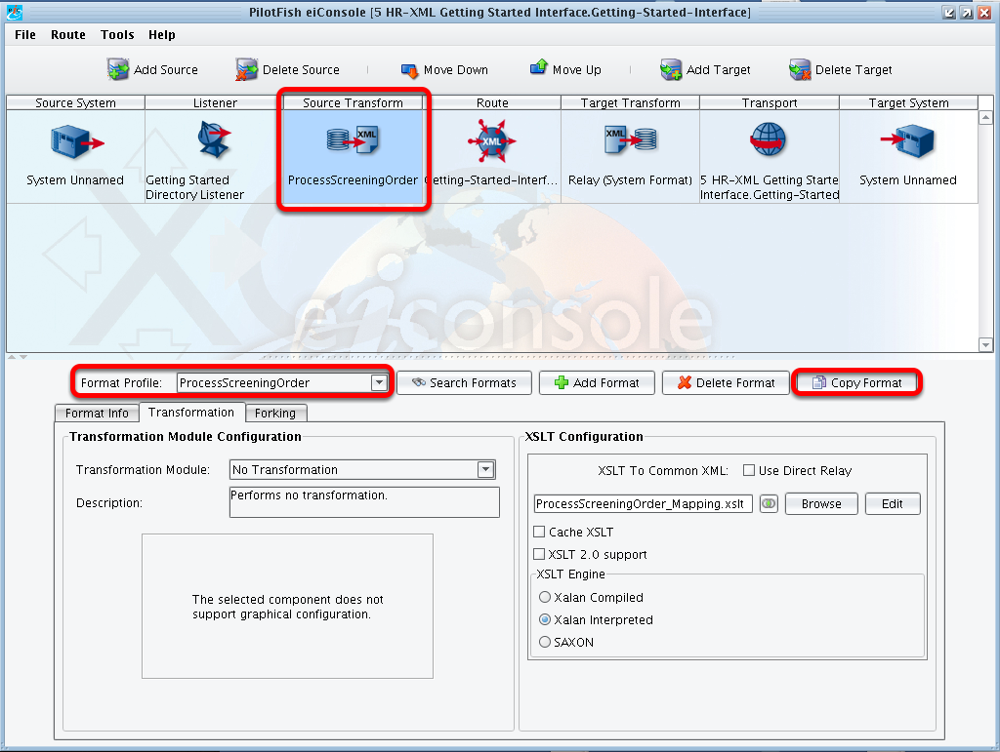 PilotFish eiConsole [5 HR-XML Getting Started Interface.Getting-Started-Interface]
File Route Tools Help
Add Source Delete Source Move Down Move Up Add Target Delete Target
Source System Listener Source Transform Route Target Transform Transport Target System
XML XML XML
System Unnamed Getting Started ProcessScreeningOrder Getting-Started-Interf... Relay (System Format) 5 HR-XML Getting Starte System Unnamed
Directory Listener Interface.Getting-Started
XCS
eiconsole
Format Profile: ProcessScreeningOrder Search Formats Add Format Delete Format Copy Format
Format Info Transformation Forking
Transformation Module Configuration XSLT Configuration
Transformation Module: No Transformation XSLT To Common XML: Use Direct Relay
Description: Performs no transformation. ProcessScreeningOrder_Mapping.xslt Browse Edit
Cache XSLT
XSLT 2.0 support
XSLT Engine
The selected component does not Xalan Compiled
support graphical configuration. Xalan Interpreted
SAXON